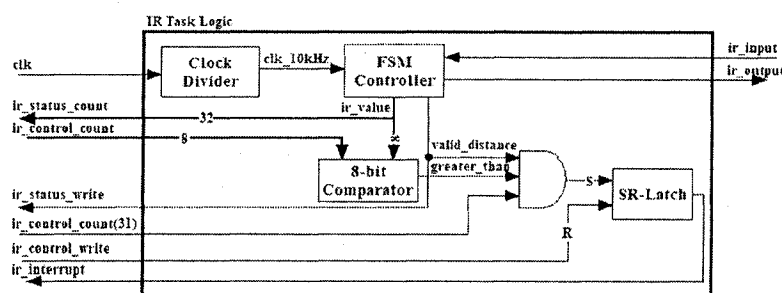 IR Task Logic
clk
Clock Divider
clk_10kHz
FSM Controller
ir_input
ir_output
ir_status_count
32
ir_value
ir_control_count
8
8
8-bit Comparator
valid_distance
greater_than
S
SR-Latch
ir_status_write
ir_control_count(31)
ir_control_write
R
ir_interrupt